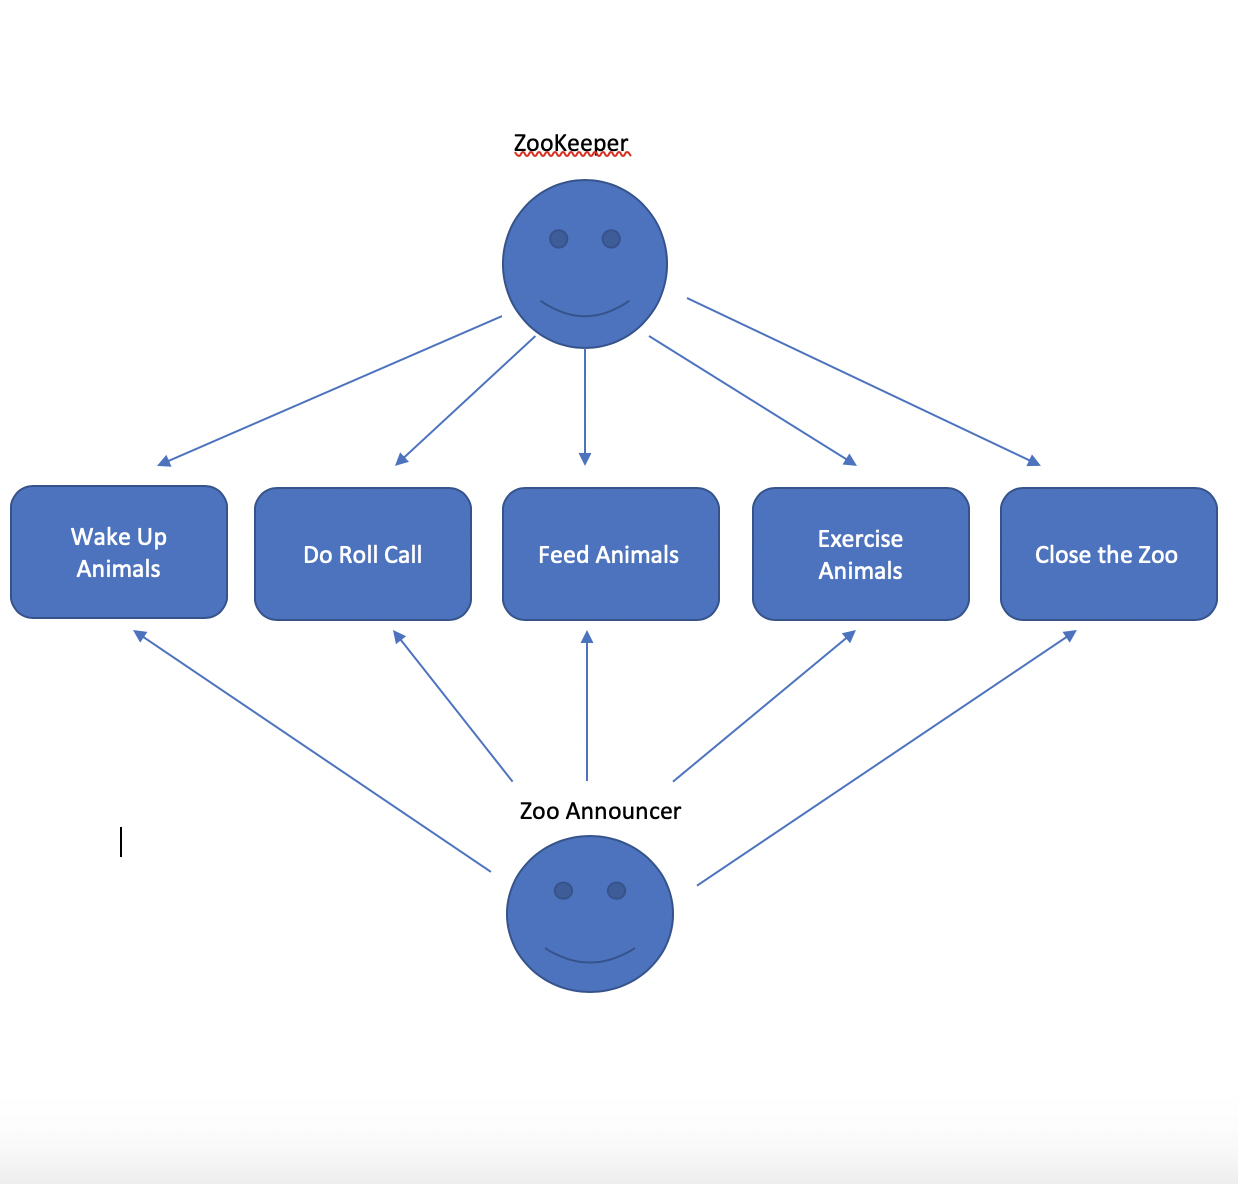 ZooKeeper
Wake Up
Animals
Do Roll Call
Feed Animals
Exercise
Animals
Close the Zoo
Zoo Announcer